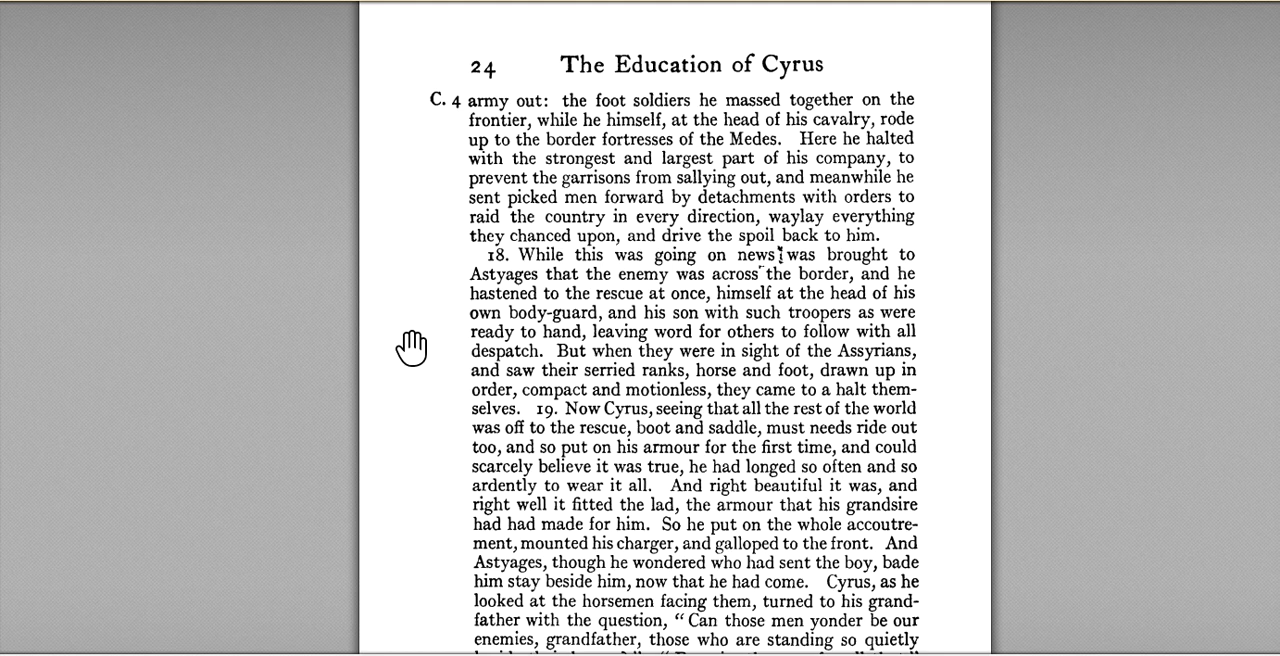 24 The Education of Cyrus
C. 4 army out: the foot soldiers he massed together on the
frontier, while he himself, at the head of his cavalry, rode
up to the border fortresses of the Medes. Here he halted
with the strongest and largest part of his company, to
prevent the garrisons from sallying out, and meanwhile he
sent picked men forward by detachments with orders to
raid the country in every direction, waylay everything
they chanced upon, and drive the spoil back to him.
18. While this was going on news was brought to
Astyages that the enemy was across the border, and he
hastened to the rescue at once, himself at the head of his
own body-guard, and his son with such troopers as were
ready to hand, leaving word for others to follow with all
despatch. But when they were in sight of the Assyrians,
and saw their serried ranks, horse and foot, drawn up in
order, compact and motionless, they came to a halt them-
selves. 19. Now Cyrus, seeing that all the rest of the world
was off to the rescue, boot and saddle, must needs ride out
too, and so put on his armour for the first time, and could
scarcely believe it was true, he had longed so often and so
ardently to wear it all. And right beautiful it was, and
right well it fitted the lad, the armour that his grandsire
had had made for him. So he put on the whole accoutre-
ment, mounted his charger, and galloped to the front. And
Astyages, though he wondered who had sent the boy, bade
him stay beside him, now that he had come. Cyrus, as he
looked at the horsemen facing them, turned to his grand-
father with the question, "Can those men yonder be our
enemies, grandfather, those who are standing so quietly